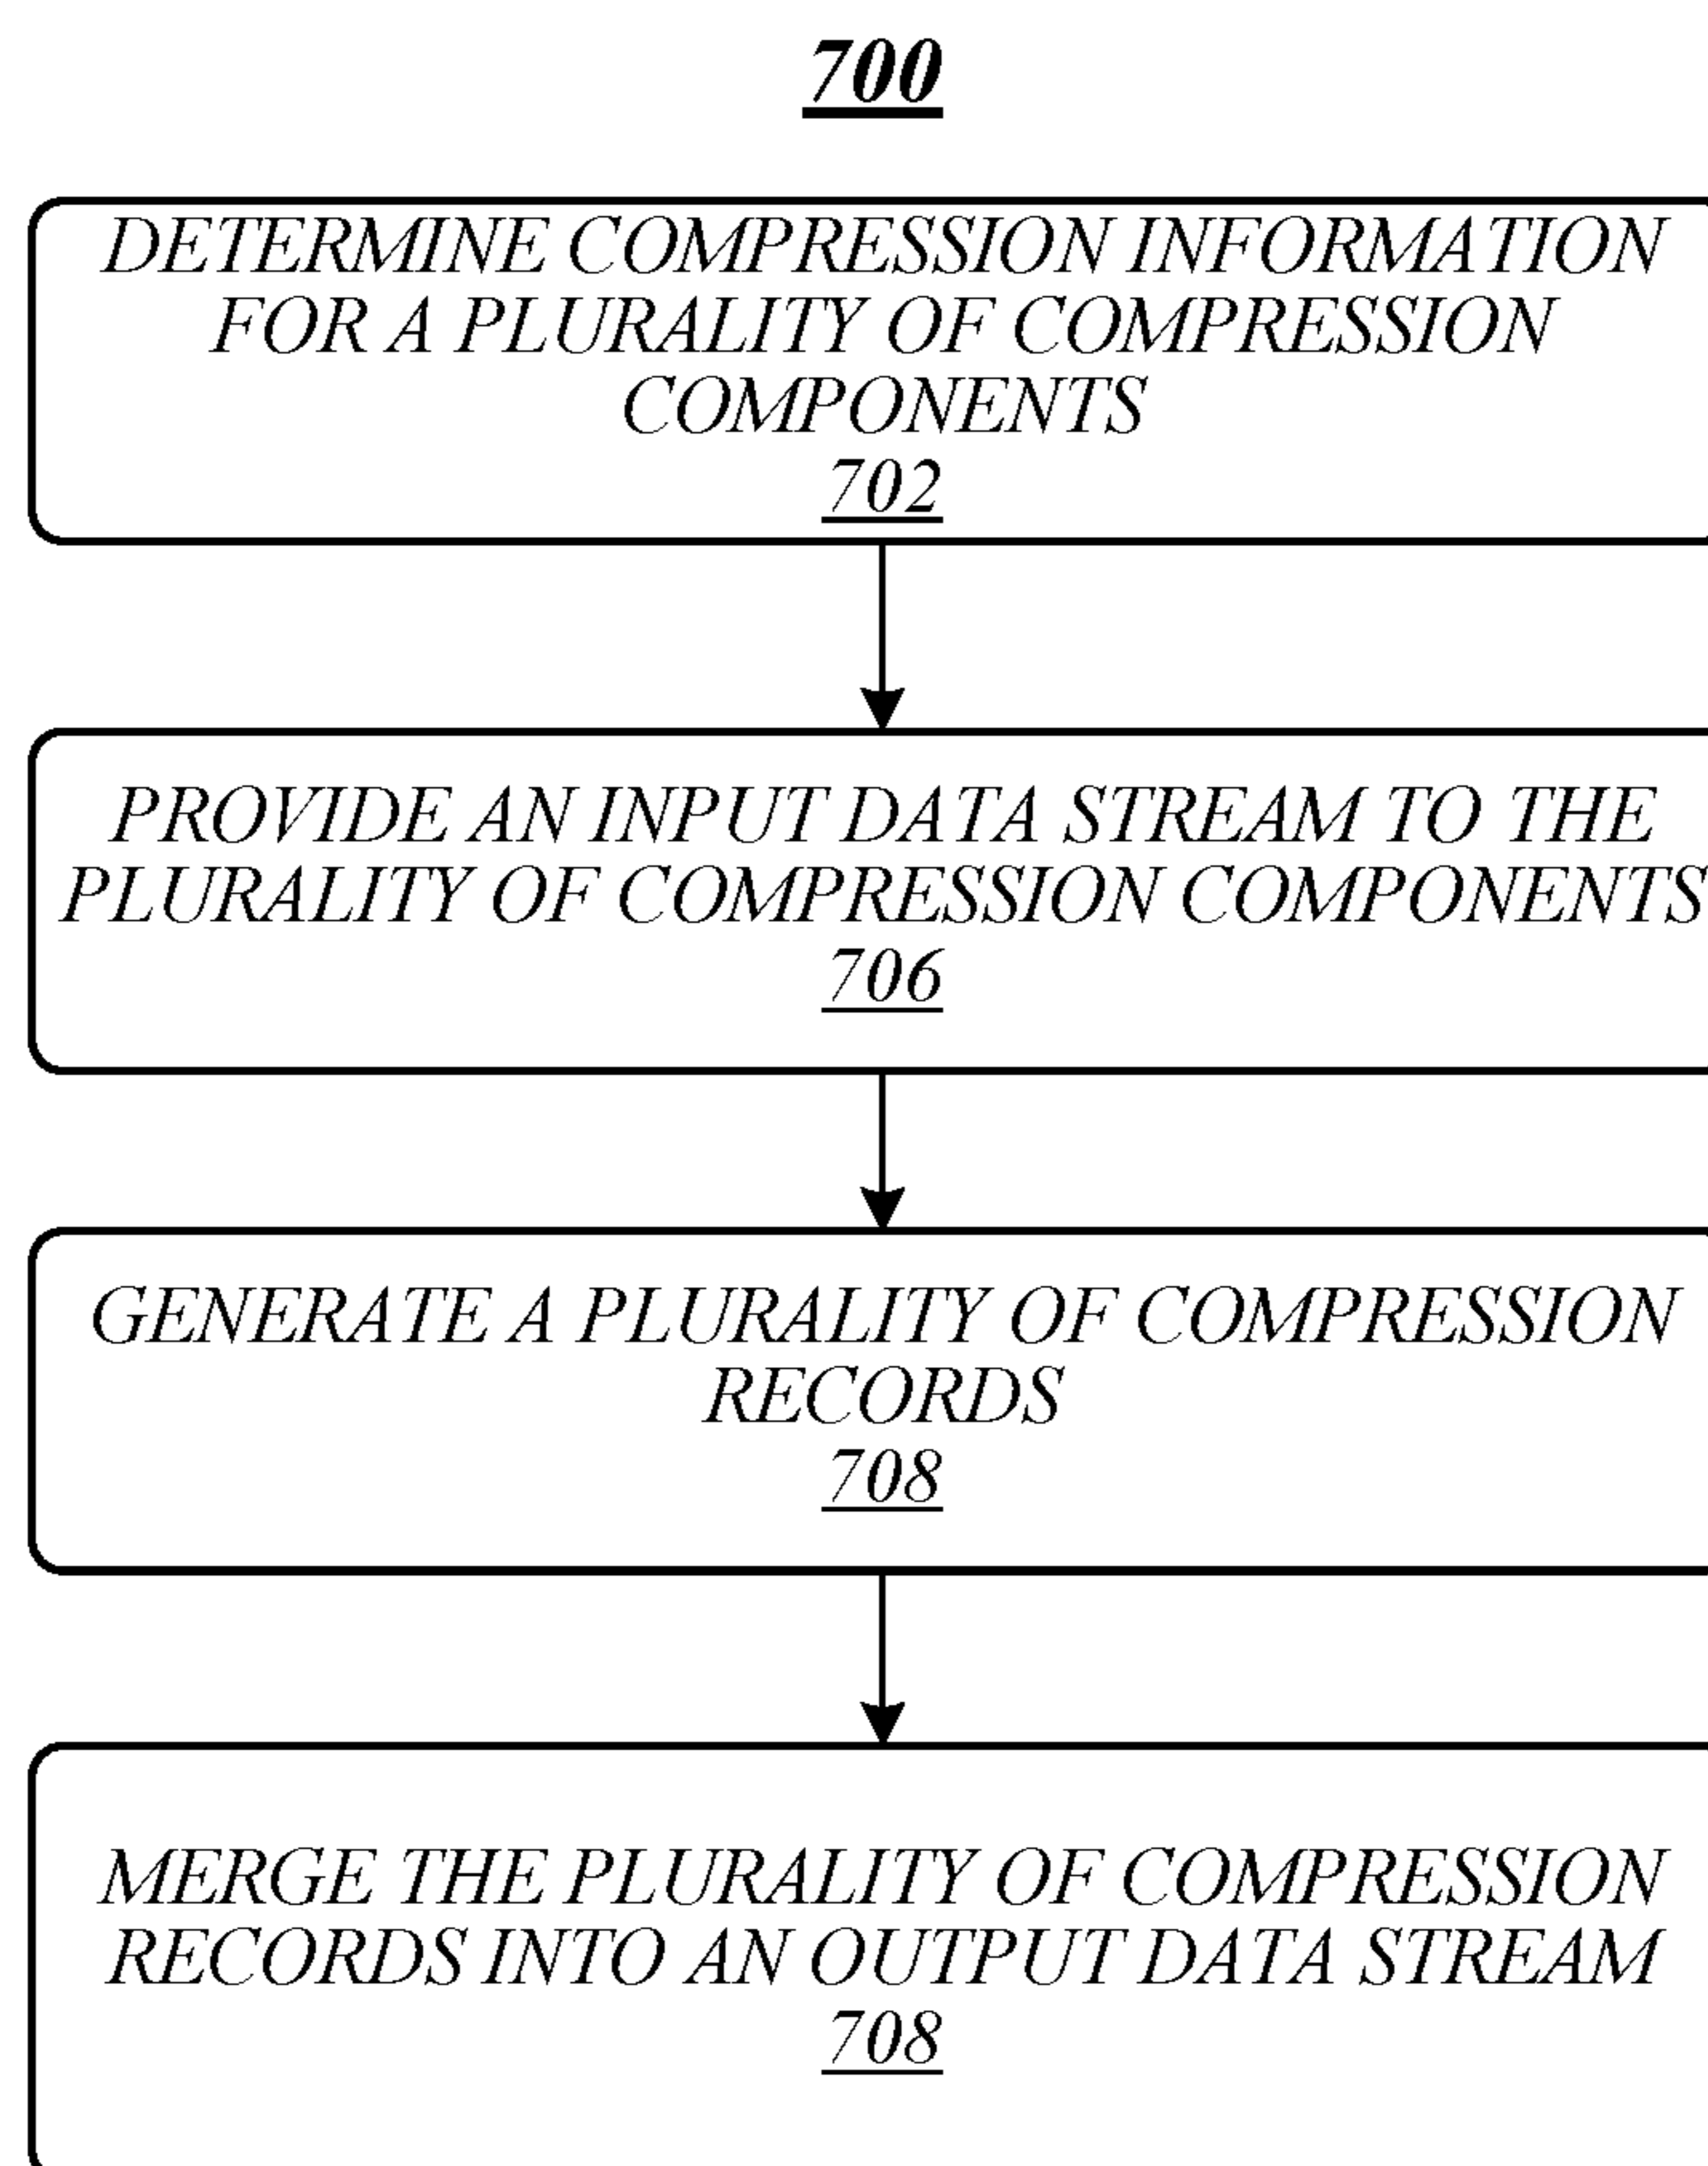 700
DETERMINE COMPRESSION INFORMATION
FOR A PLURALITY OF COMPRESSION
COMPONENTS
702
PROVIDE AN INPUT DATA STREAM TO THE
PLURALITY OF COMPRESSION COMPONENTS
706
GENERATE A PLURALITY OF COMPRESSION
RECORDS
708
MERGE THE PLURALITY OF COMPRESSION
RECORDS INTO AN OUTPUT DATA STREAM
708